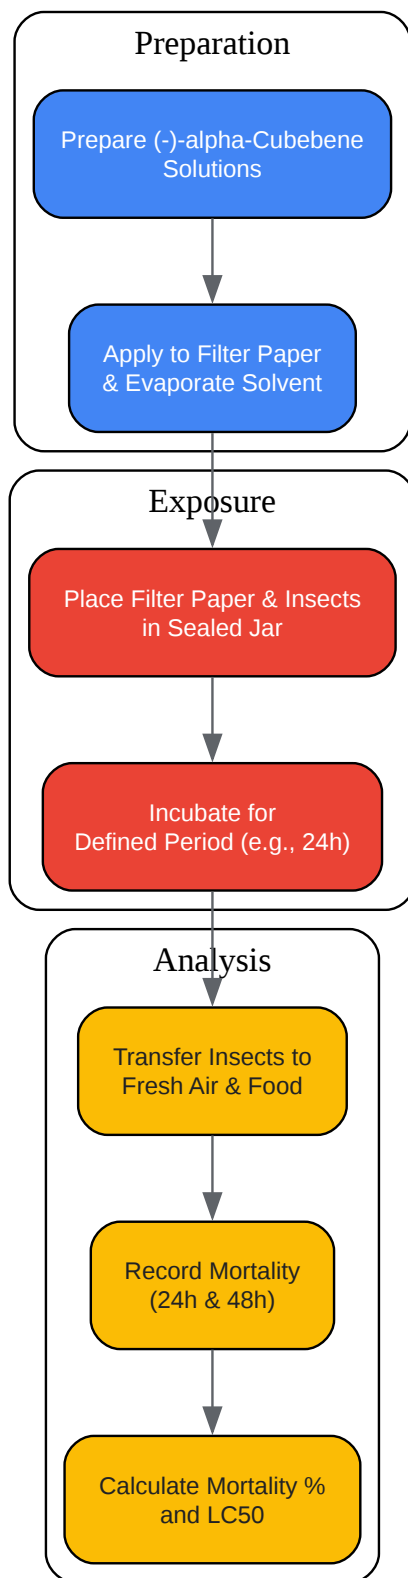 Preparation
Prepare (-)-alpha-Cubebene
Solutions
Apply to Filter Paper
& Evaporate Solvent
Exposure
Place Filter Paper & Insects
in Sealed Jar
Incubate for
Defined Period (e.g., 24h)
Analysis
Transfer Insects to
Fresh Air & Food
Record Mortality
(24h & 48h)
Calculate Mortality %
and LC50